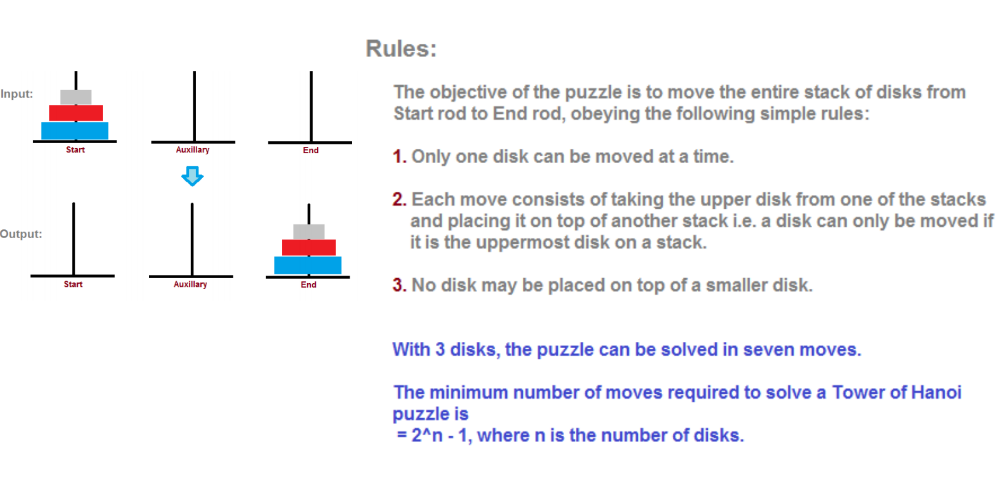 Rules:
Input:
Start
Auxillary
End
Output:
Start
Auxillary
End
The objective of the puzzle is to move the entire stack of disks from
Start rod to End rod, obeying the following simple rules:
1. Only one disk can be moved at a time.
2. Each move consists of taking the upper disk from one of the stacks
and placing it on top of another stack i.e. a disk can only be moved if
it is the uppermost disk on a stack.
3. No disk may be placed on top of a smaller disk.
With 3 disks, the puzzle can be solved in seven moves.
The minimum number of moves required to solve a Tower of Hanoi
puzzle is
= 2^n - 1, where n is the number of disks.